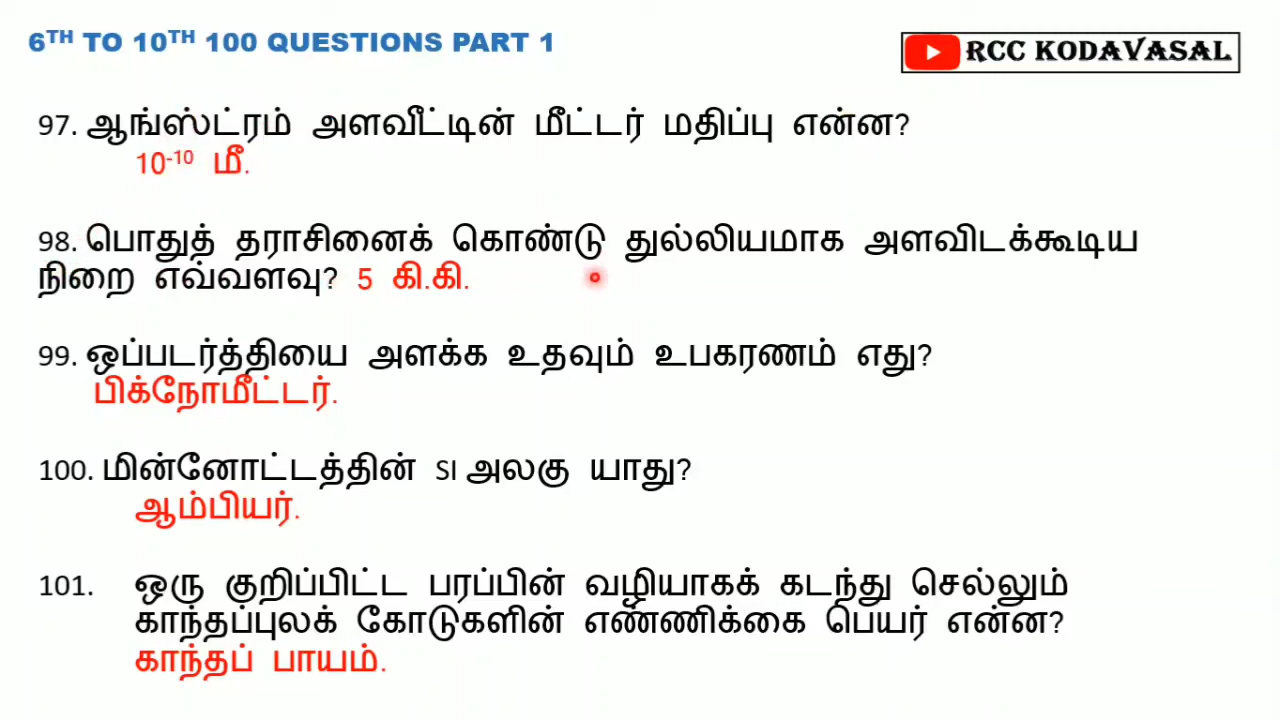 6TH TO 10TH 100 QUESTIONS PART 1
RCC KODAVASAL
97. ஆங்ஸ்ட்ரம் அளவீட்டின் மீட்டர் மதிப்பு என்ன?
10-10 மீ.
98. பொதுத் தராசினைக் கொண்டு துல்லியமாக அளவிடக்கூடிய
நிறை எவ்வளவு? 5 கி.கி.
99. ஒப்படர்த்தியை அளக்க உதவும் உபகரணம் எது?
பிக்நோமீட்டர்.
100. மின்னோட்டத்தின் SI அலகு யாது?
ஆம்பியர்.
101. ஒரு குறிப்பிட்ட பரப்பின் வழியாகக் கடந்து செல்லும்
காந்தப்புலக் கோடுகளின் எண்ணிக்கை பெயர் என்ன?
காந்தப் பாயம்.